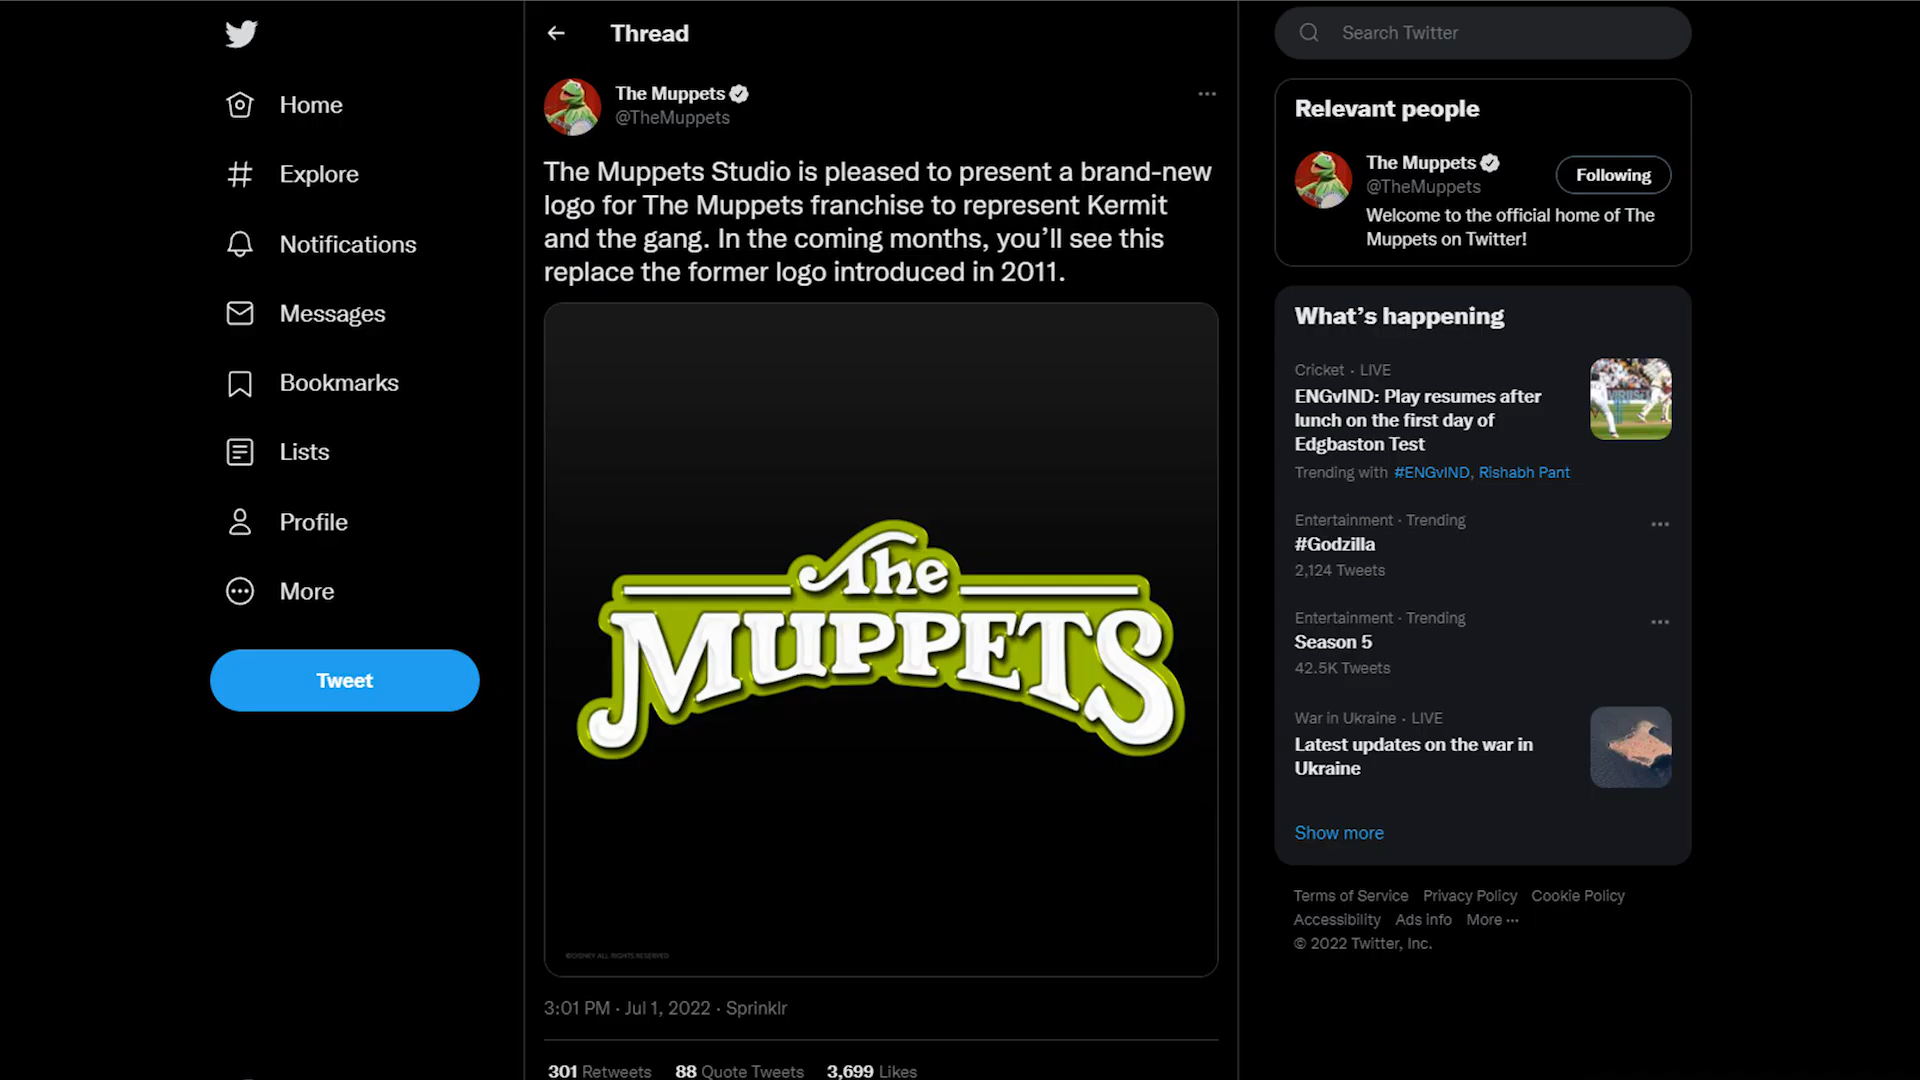 Home
Explore
Notifications
Messages
Bookmarks
Lists
Profile
More
Tweet
Thread
The Muppets
@TheMuppets
The Muppets Studio is pleased to present a brand-new
logo for The Muppets franchise to represent Kermit
and the gang. In the coming months, you’ll see this
replace the former logo introduced in 2011.
The
MUPPETS
©DISNEY ALL RIGHTS RESERVED
3:01 PM · Jul 1, 2022 · Sprinklr
301 Retweets 88 Quote Tweets 3,699 Likes
Search Twitter
Relevant people
The Muppets
@TheMuppets
Following
Welcome to the official home of The
Muppets on Twitter!
What’s happening
Cricket · LIVE
ENGvIND: Play resumes after
lunch on the first day of
Edgbaston Test
Trending with #ENGvIND, Rishabh Pant
Entertainment · Trending
#Godzilla
2,124 Tweets
Entertainment · Trending
Season 5
42.5K Tweets
War in Ukraine · LIVE
Latest updates on the war in
Ukraine
Show more
Terms of Service Privacy Policy Cookie Policy
Accessibility Ads info More ···
© 2022 Twitter, Inc.